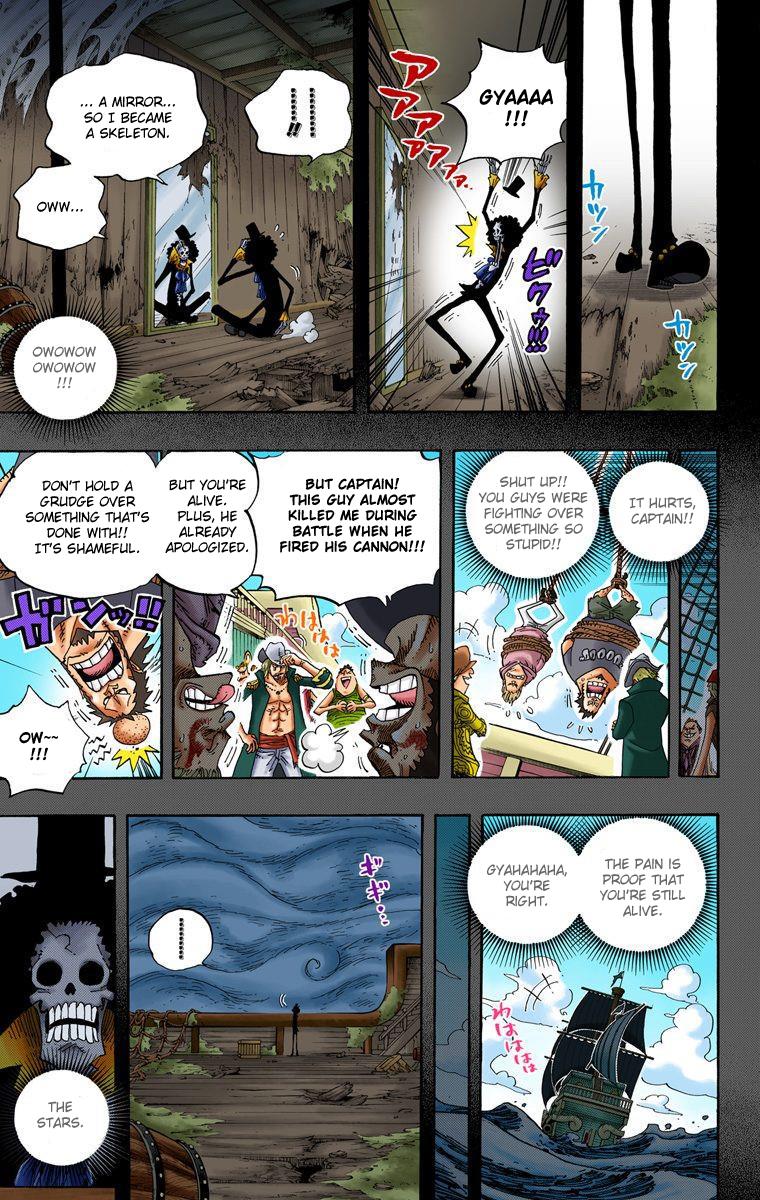 カツン
カツン
GYAAAA
!!!
アアアアアアァァ...
ビクゥッ!!!
... A MIRROR...
SO I BECAME
A SKELETON.
OWW...
OWOWOW
OWOWOW
!!!
IT HURTS,
CAPTAIN!!
SHUT UP!!
YOU GUYS WERE
FIGHTING OVER
SOMETHING SO
STUPID!!
BUT CAPTAIN!
THIS GUY ALMOST
KILLED ME DURING
BATTLE WHEN HE
FIRED HIS CANNON!!!
BUT YOU'RE
ALIVE.
PLUS, HE
ALREADY
APOLOGIZED.
わはははは
DON'T HOLD A
GRUDGE OVER
SOMETHING THAT'S
DONE WITH!!
IT'S SHAMEFUL.
ガンッ!!
OW~~
!!!
THE PAIN IS
PROOF THAT
YOU'RE STILL
ALIVE.
GYAHAHAHA,
YOU'RE
RIGHT.
わはははは
ギギ...
THE
STARS.